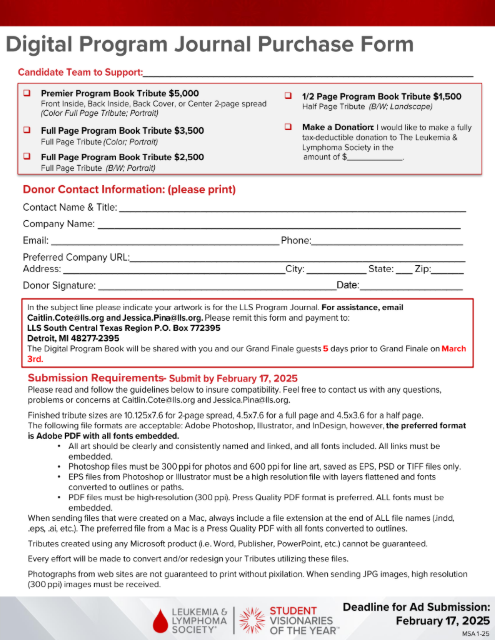 Digital Program Journal Purchase Form
Candidate Team to Support:
Premier Program Book Tribute $5,000
Front Inside, Back Inside, Back Cover, or Center 2-page spread
(Color Full Page Tribute; Portrait)
Full Page Program Book Tribute $3,500
Full Page Tribute (Color; Portrait)
Full Page Program Book Tribute $2,500
Full Page Tribute (B/W; Portrait)
1/2 Page Program Book Tribute $1,500
Half Page Tribute (B/W; Landscape)
Make a Donation: I would like to make a fully
tax-deductible donation to The Leukemia &
Lymphoma Society in the
amount of $____________.
Donor Contact Information: (please print)
Contact Name & Title:
Company Name:
Email: Phone:
Preferred Company URL:
Address: City: State: Zip:
Donor Signature: Date:
In the subject line please indicate your artwork is for the LLS Program Journal. For assistance, email
Caitlin.Cote@lls.org and Jessica.Pina@lls.org. Please remit this form and payment to:
LLS South Central Texas Region P.O. Box 772395
Detroit, MI 48277-2395
The Digital Program Book will be shared with you and our Grand Finale guests 5 days prior to Grand Finale on March
3rd.
Submission Requirements- Submit by February 17, 2025
Please read and follow the guidelines below to insure compatibility. Feel free to contact us with any questions,
problems or concerns at Caitlin.Cote@lls.org and Jessica.Pina@lls.org.
Finished tribute sizes are 10.125x7.6 for 2-page spread, 4.5x7.6 for a full page and 4.5x3.6 for a half page.
The following file formats are acceptable: Adobe Photoshop, Illustrator, and InDesign, however, the preferred format
is Adobe PDF with all fonts embedded.
• All art should be clearly and consistently named and linked, and all fonts included. All links must be
embedded.
• Photoshop files must be 300 ppi for photos and 600 ppi for line art, saved as EPS, PSD or TIFF files only.
• EPS files from Photoshop or Illustrator must be a high resolution file with layers flattened and fonts
converted to outlines or paths.
• PDF files must be high-resolution (300 ppi). Press Quality PDF format is preferred. ALL fonts must be
embedded.
When sending files that were created on a Mac, always include a file extension at the end of ALL file names (.indd,
.eps, .ai, etc.). The preferred file from a Mac is a Press Quality PDF with all fonts converted to outlines.
Tributes created using any Microsoft product (i.e. Word, Publisher, PowerPoint, etc.) cannot be guaranteed.
Every effort will be made to convert and/or redesign your Tributes utilizing these files.
Photographs from web sites are not guaranteed to print without pixilation. When sending JPG images, high resolution
(300 ppi) images must be received.
LEUKEMIA &
LYMPHOMA
SOCIETY™
STUDENT
VISIONARIES
OF THE YEAR™
Deadline for Ad Submission:
February 17, 2025
MSA 1-25